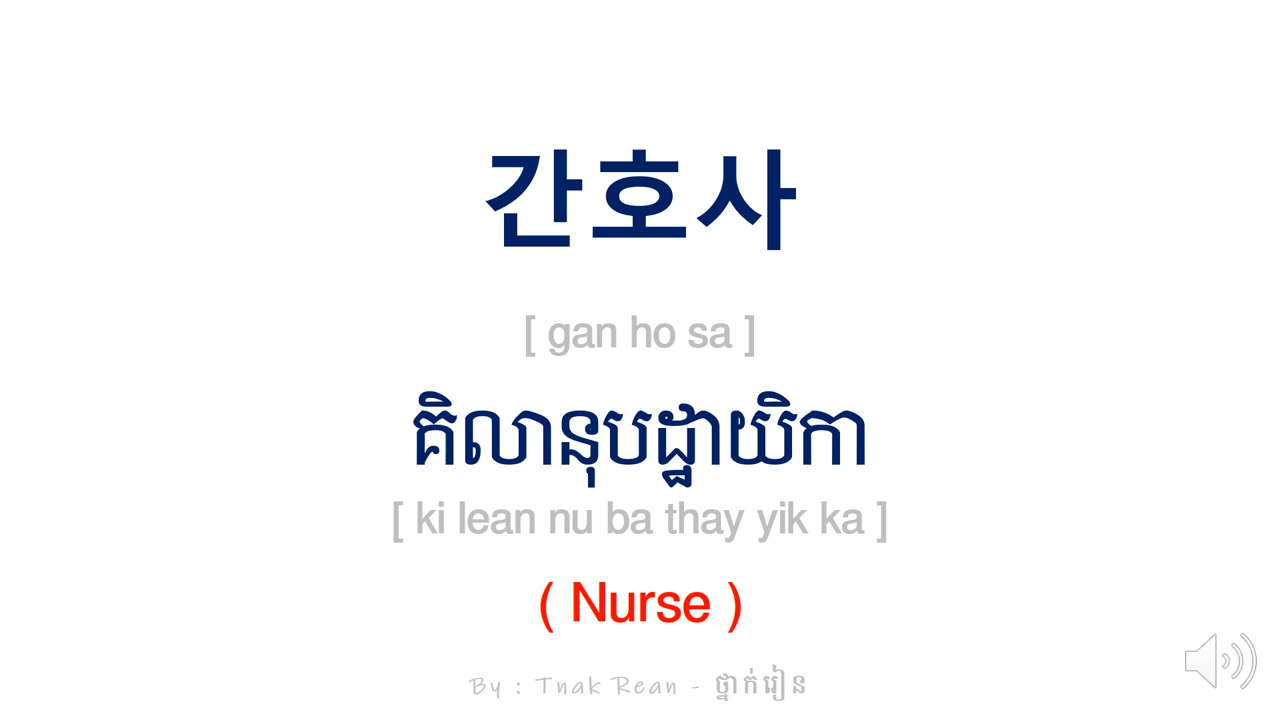 간호사
[ gan ho sa ]
គិលានុបដ្ឋាយិកា
[ ki lean nu ba thay yik ka ]
( Nurse )
By : Tnak Rean - ថ្នាក់រៀន